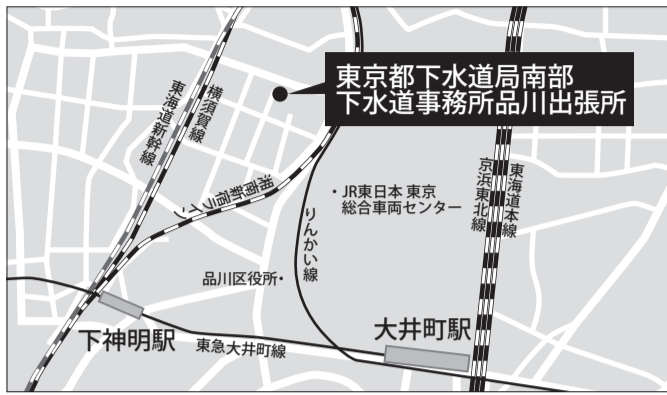 東京都下水道局南部
下水道事務所品川出張所
東海道新幹線
横須賀線
湘南新宿ライン
・JR東日本 東京
総合車両センター
りんかい線
京浜東北線
東海道本線
品川区役所・
下神明駅
東急大井町線
大井町駅